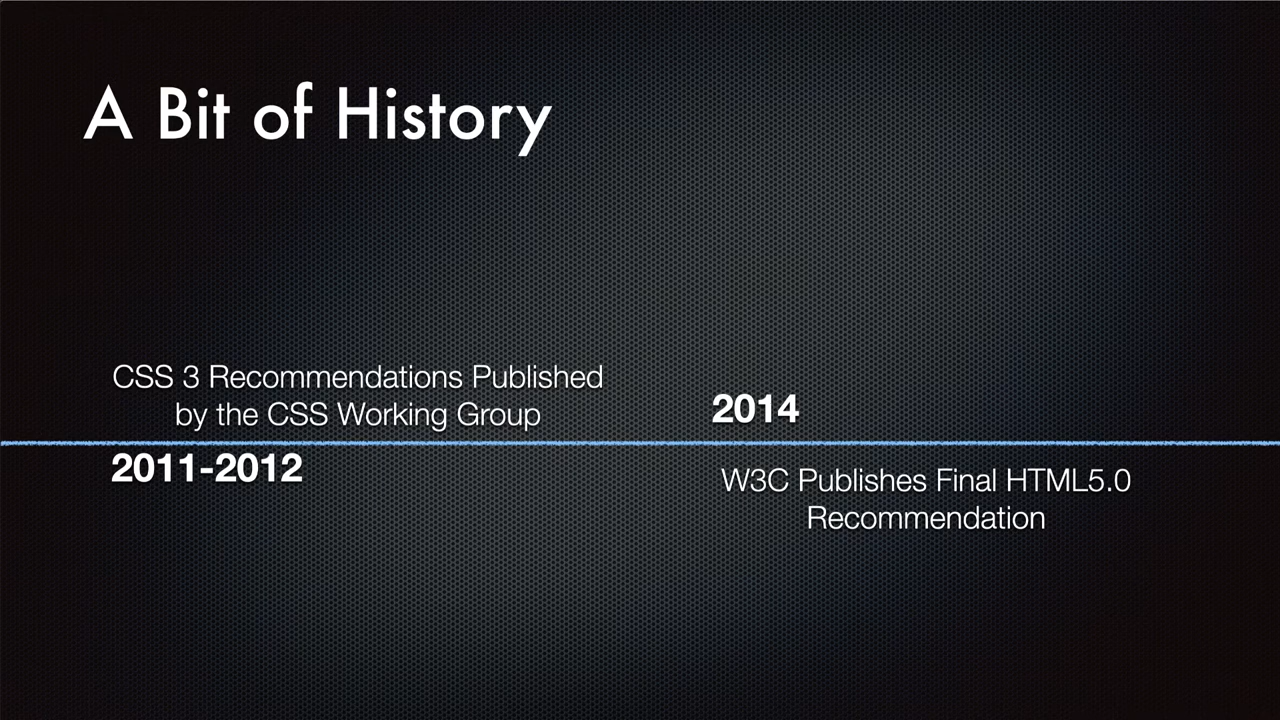 A Bit of History
CSS 3 Recommendations Published
by the CSS Working Group
2011-2012
2014
W3C Publishes Final HTML5.0
Recommendation